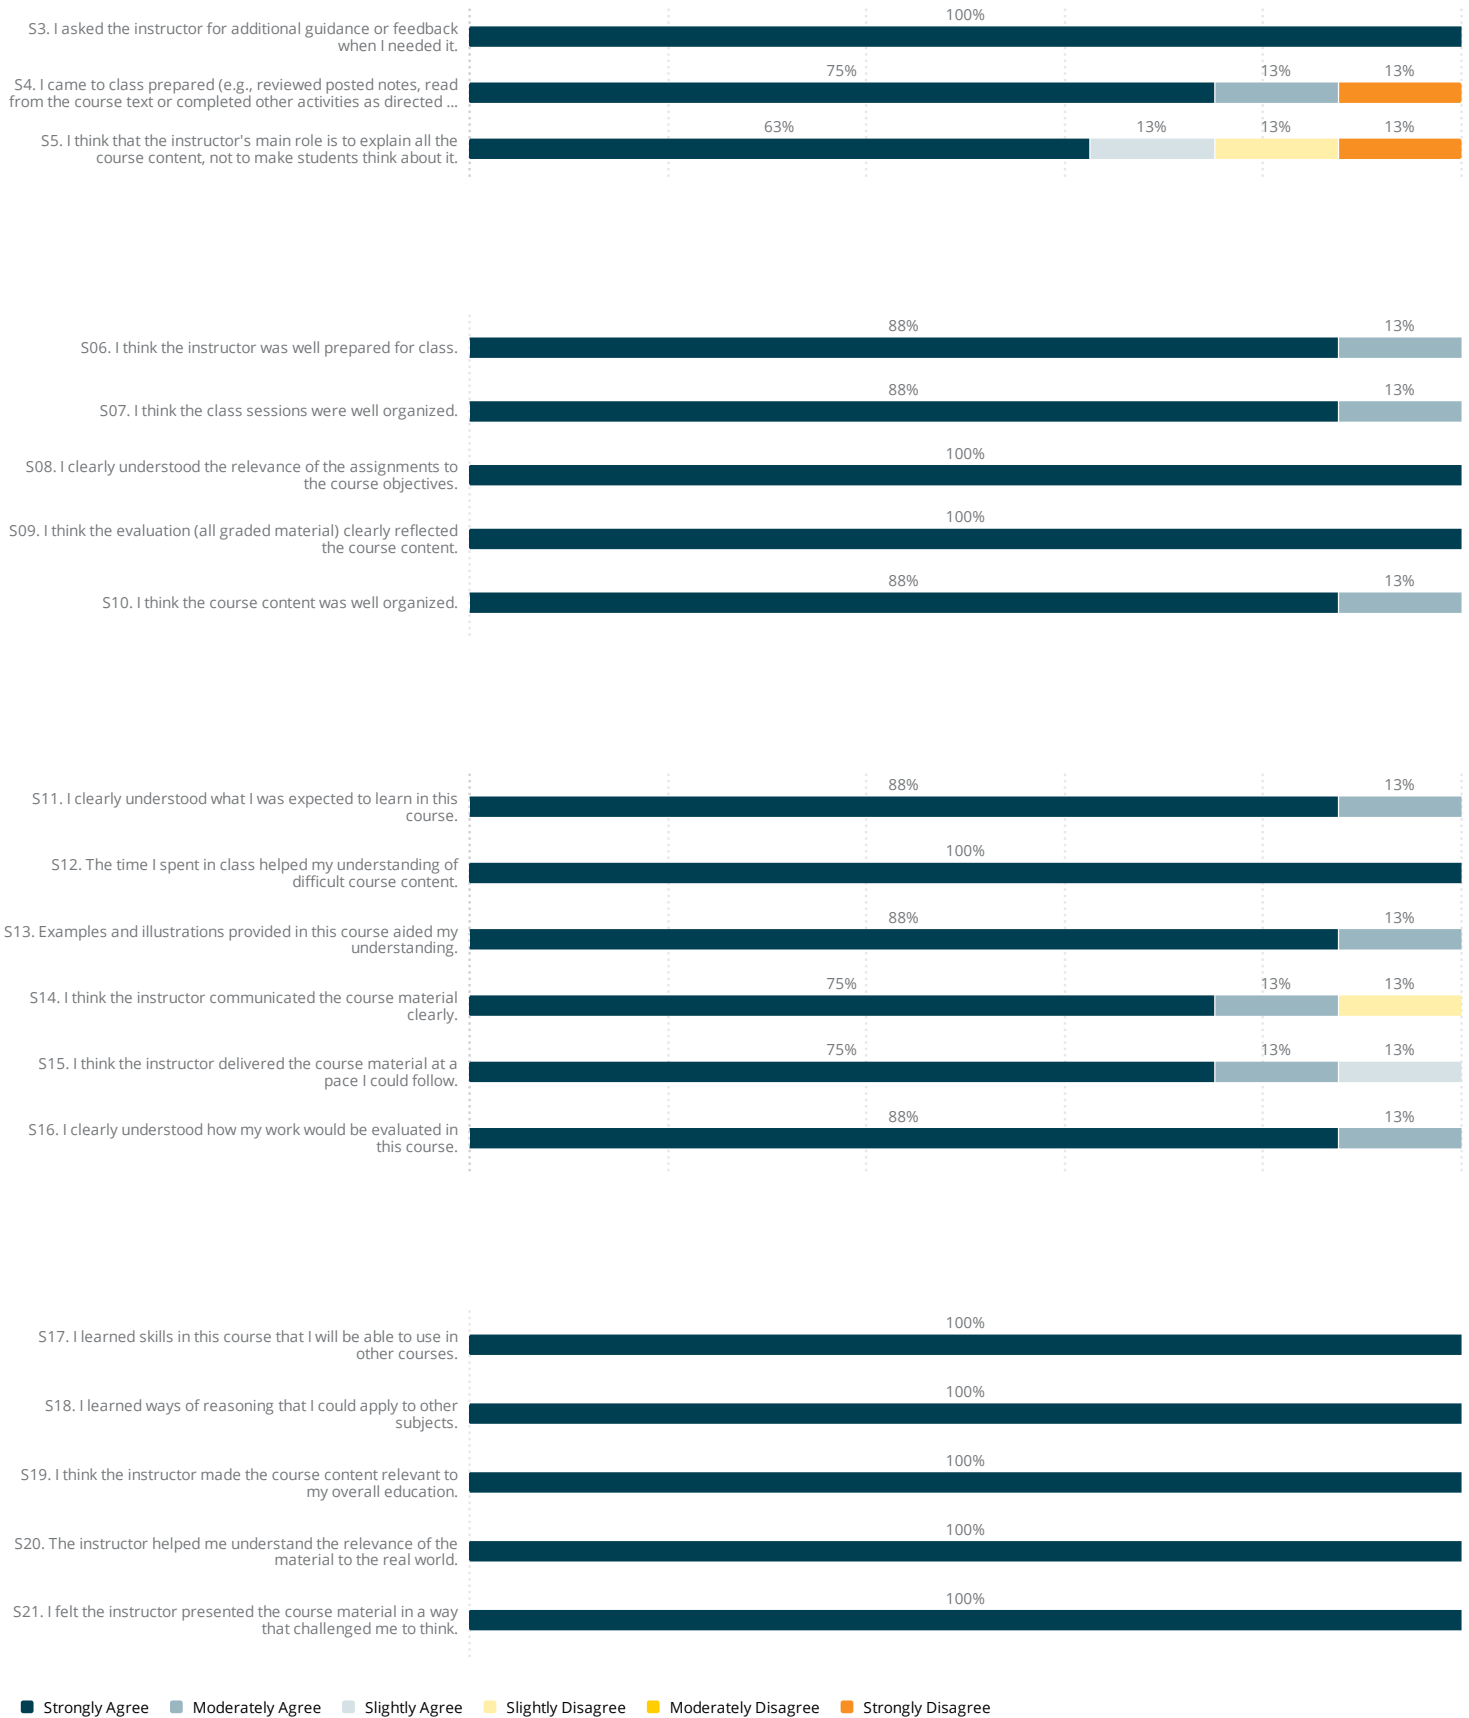 100%
S3. I asked the instructor for additional guidance or feedback
when I needed it.
75% 13% 13%
S4. I came to class prepared (e.g., reviewed posted notes, read
from the course text or completed other activities as directed ...
63% 13% 13% 13%
S5. I think that the instructor's main role is to explain all the
course content, not to make students think about it.
88% 13%
S06. I think the instructor was well prepared for class.
88% 13%
S07. I think the class sessions were well organized.
100%
S08. I clearly understood the relevance of the assignments to
the course objectives.
100%
S09. I think the evaluation (all graded material) clearly reflected
the course content.
88% 13%
S10. I think the course content was well organized.
88% 13%
S11. I clearly understood what I was expected to learn in this
course.
100%
S12. The time I spent in class helped my understanding of
difficult course content.
88% 13%
S13. Examples and illustrations provided in this course aided my
understanding.
75% 13% 13%
S14. I think the instructor communicated the course material
clearly.
75% 13% 13%
S15. I think the instructor delivered the course material at a
pace I could follow.
88% 13%
S16. I clearly understood how my work would be evaluated in
this course.
100%
S17. I learned skills in this course that I will be able to use in
other courses.
100%
S18. I learned ways of reasoning that I could apply to other
subjects.
100%
S19. I think the instructor made the course content relevant to
my overall education.
100%
S20. The instructor helped me understand the relevance of the
material to the real world.
100%
S21. I felt the instructor presented the course material in a way
that challenged me to think.
Strongly Agree Moderately Agree Slightly Agree Slightly Disagree Moderately Disagree Strongly Disagree